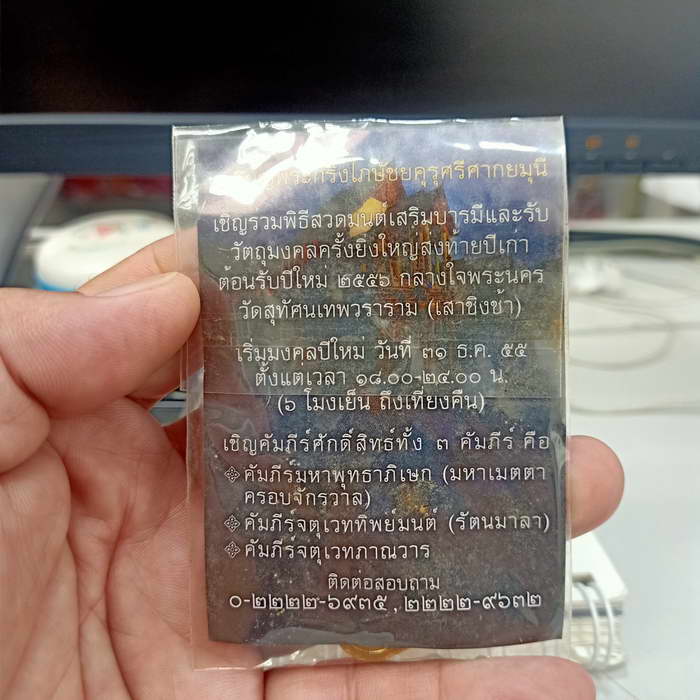 พระกริ่งไภษัชยคุรุศรีศากยมุนี
เชิญร่วมพิธีสวดมนต์เสริมบารมีและรับ
วัตถุมงคลครั้งยิ่งใหญ่ส่งท้ายปีเก่า
ต้อนรับปีใหม่ ๒๕๕๖ กลางใจพระนคร
วัดสุทัศนเทพวราราม (เสาชิงช้า)
เริ่มมงคลปีใหม่ วันที่ ๓๑ ธ.ค. ๕๕
ตั้งแต่เวลา ๑๘.๐๐-๒๔.๐๐ น.
(๖ โมงเย็น ถึงเที่ยงคืน)
เชิญคัมภีร์ศักดิ์สิทธ์ทั้ง ๓ คัมภีร์ คือ
คัมภีร์มหาพุทธาภิเษก (มหาเมตตา
ครอบจักรวาล)
คัมภีร์จตุเวททิพย์มนต์ (รัตนมาลา)
คัมภีร์จตุเวทภาณวาร
ติดต่อสอบถาม
๐-๒๒๒๒-๖๙๓๕ , ๒๒๒๒-๙๖๓๒